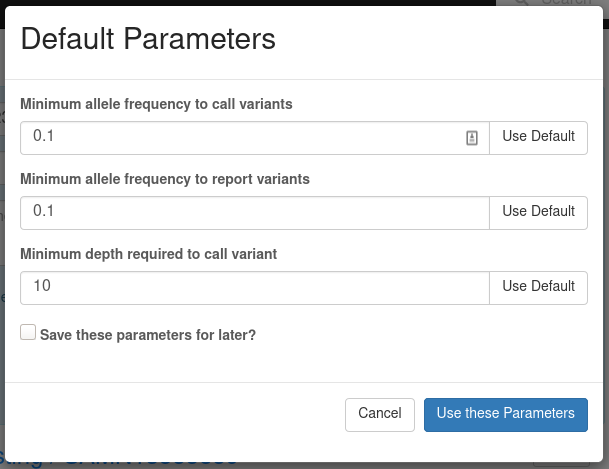 Search
Default Parameters
Minimum allele frequency to call variants
0.1 Use Default
Minimum allele frequency to report variants
0.1 Use Default
Minimum depth required to call variant
10 Use Default
Save these parameters for later?
Cancel Use these Parameters